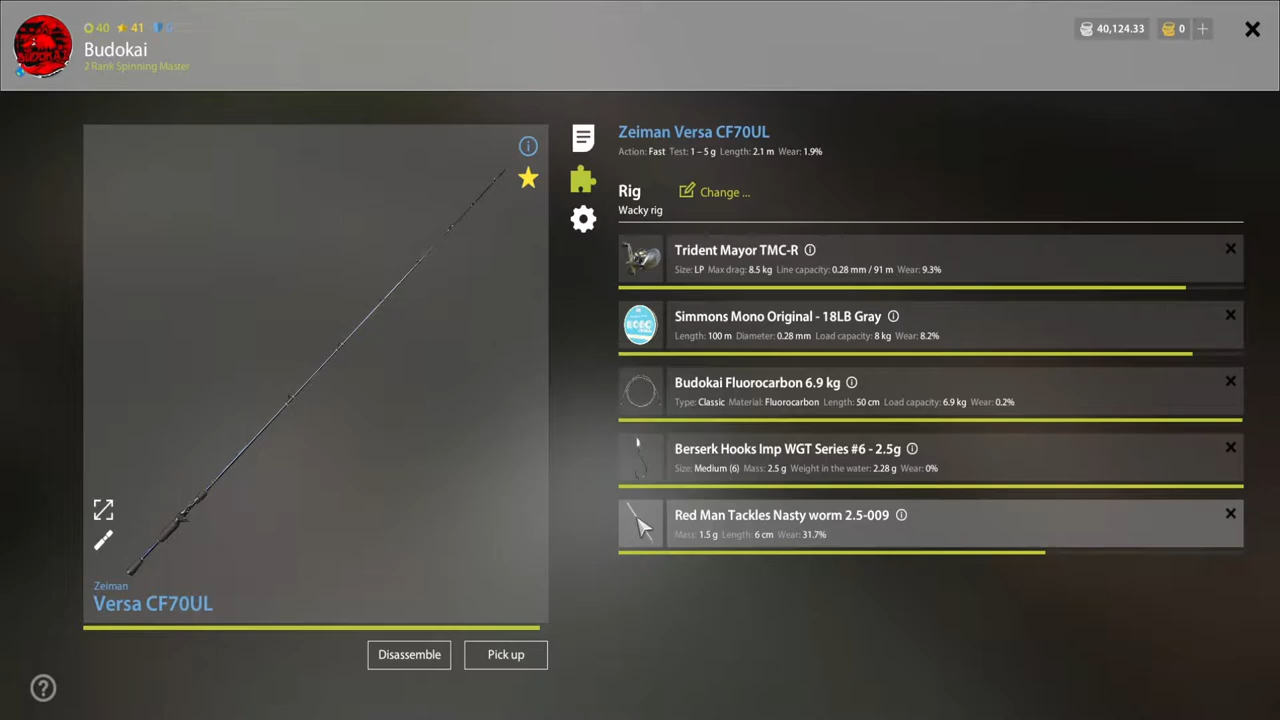 40 41
Budokai
2 Rank Spinning Master
40,124.33
0
Zeiman Versa CF70UL
Action: Fast Test: 1 – 5 g Length: 2.1 m Wear: 1.9%
Rig Change ...
Wacky rig
Trident Mayor TMC-R
Size: LP Max drag: 8.5 kg Line capacity: 0.28 mm / 91 m Wear: 9.3%
Simmons Mono Original - 18LB Gray
Length: 100 m Diameter: 0.28 mm Load capacity: 8 kg Wear: 8.2%
Budokai Fluorocarbon 6.9 kg
Type: Classic Material: Fluorocarbon Length: 50 cm Load capacity: 6.9 kg Wear: 0.2%
Berserk Hooks Imp WGT Series #6 - 2.5g
Size: Medium (6) Mass: 2.5 g Weight in the water: 2.28 g Wear: 0%
Red Man Tackles Nasty worm 2.5-009
Mass: 1.5 g Length: 6 cm Wear: 31.7%
Zeiman
Versa CF70UL
Disassemble
Pick up